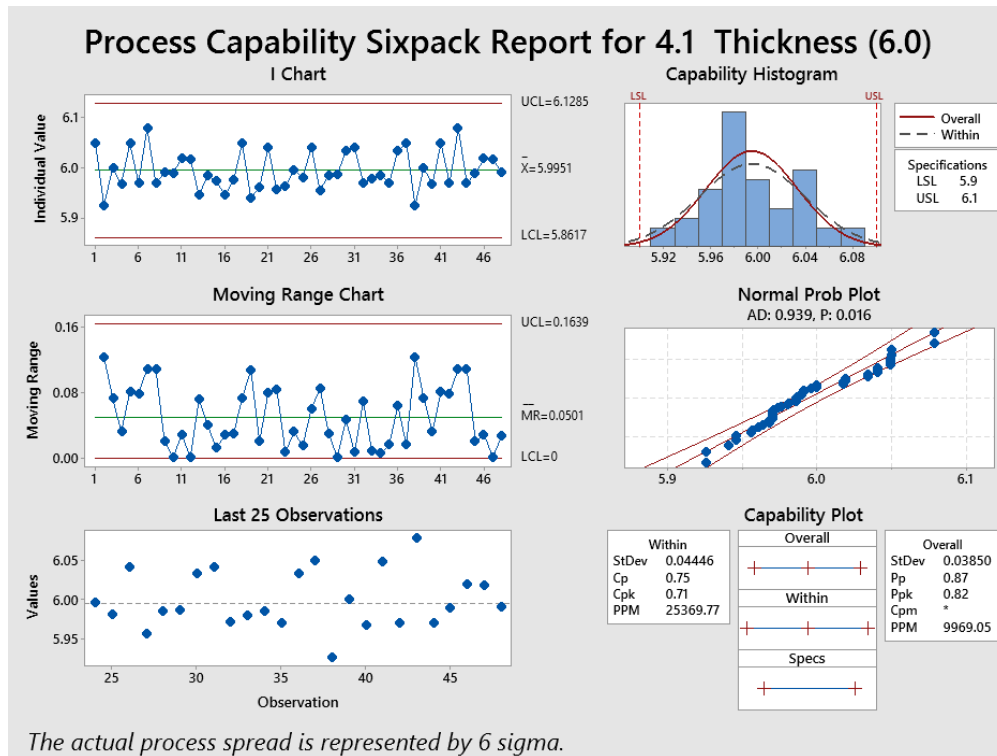 Process Capability Sixpack Report for 4.1 Thickness (6.0)
I Chart
Individual Value
6.1
6.0
5.9
1 6 11 16 21 26 31 36 41 46
UCL=6.1285
X=5.9951
LCL=5.8617
Capability Histogram
LSL USL
5.92 5.96 6.00 6.04 6.08
Overall
Within
Specifications
LSL 5.9
USL 6.1
Moving Range Chart
Moving Range
0.16
0.08
0.00
1 6 11 16 21 26 31 36 41 46
UCL=0.1639
MR=0.0501
LCL=0
Normal Prob Plot
AD: 0.939, P: 0.016
5.9 6.0 6.1
Last 25 Observations
Values
6.05
6.00
5.95
25 30 35 40 45
Observation
Capability Plot
Within
StDev 0.04446
Cp 0.75
Cpk 0.71
PPM 25369.77
Overall
Within
Specs
Overall
StDev 0.03850
Pp 0.87
Ppk 0.82
Cpm *
PPM 9969.05
The actual process spread is represented by 6 sigma.